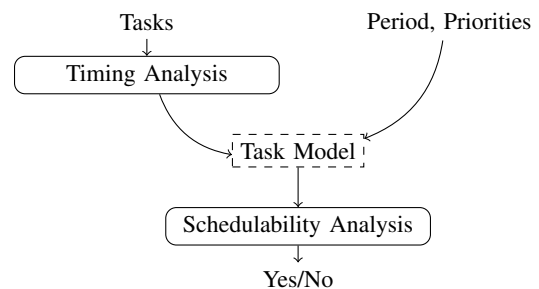 Tasks
Period, Priorities
Timing Analysis
Task Model
Schedulability Analysis
Yes/No